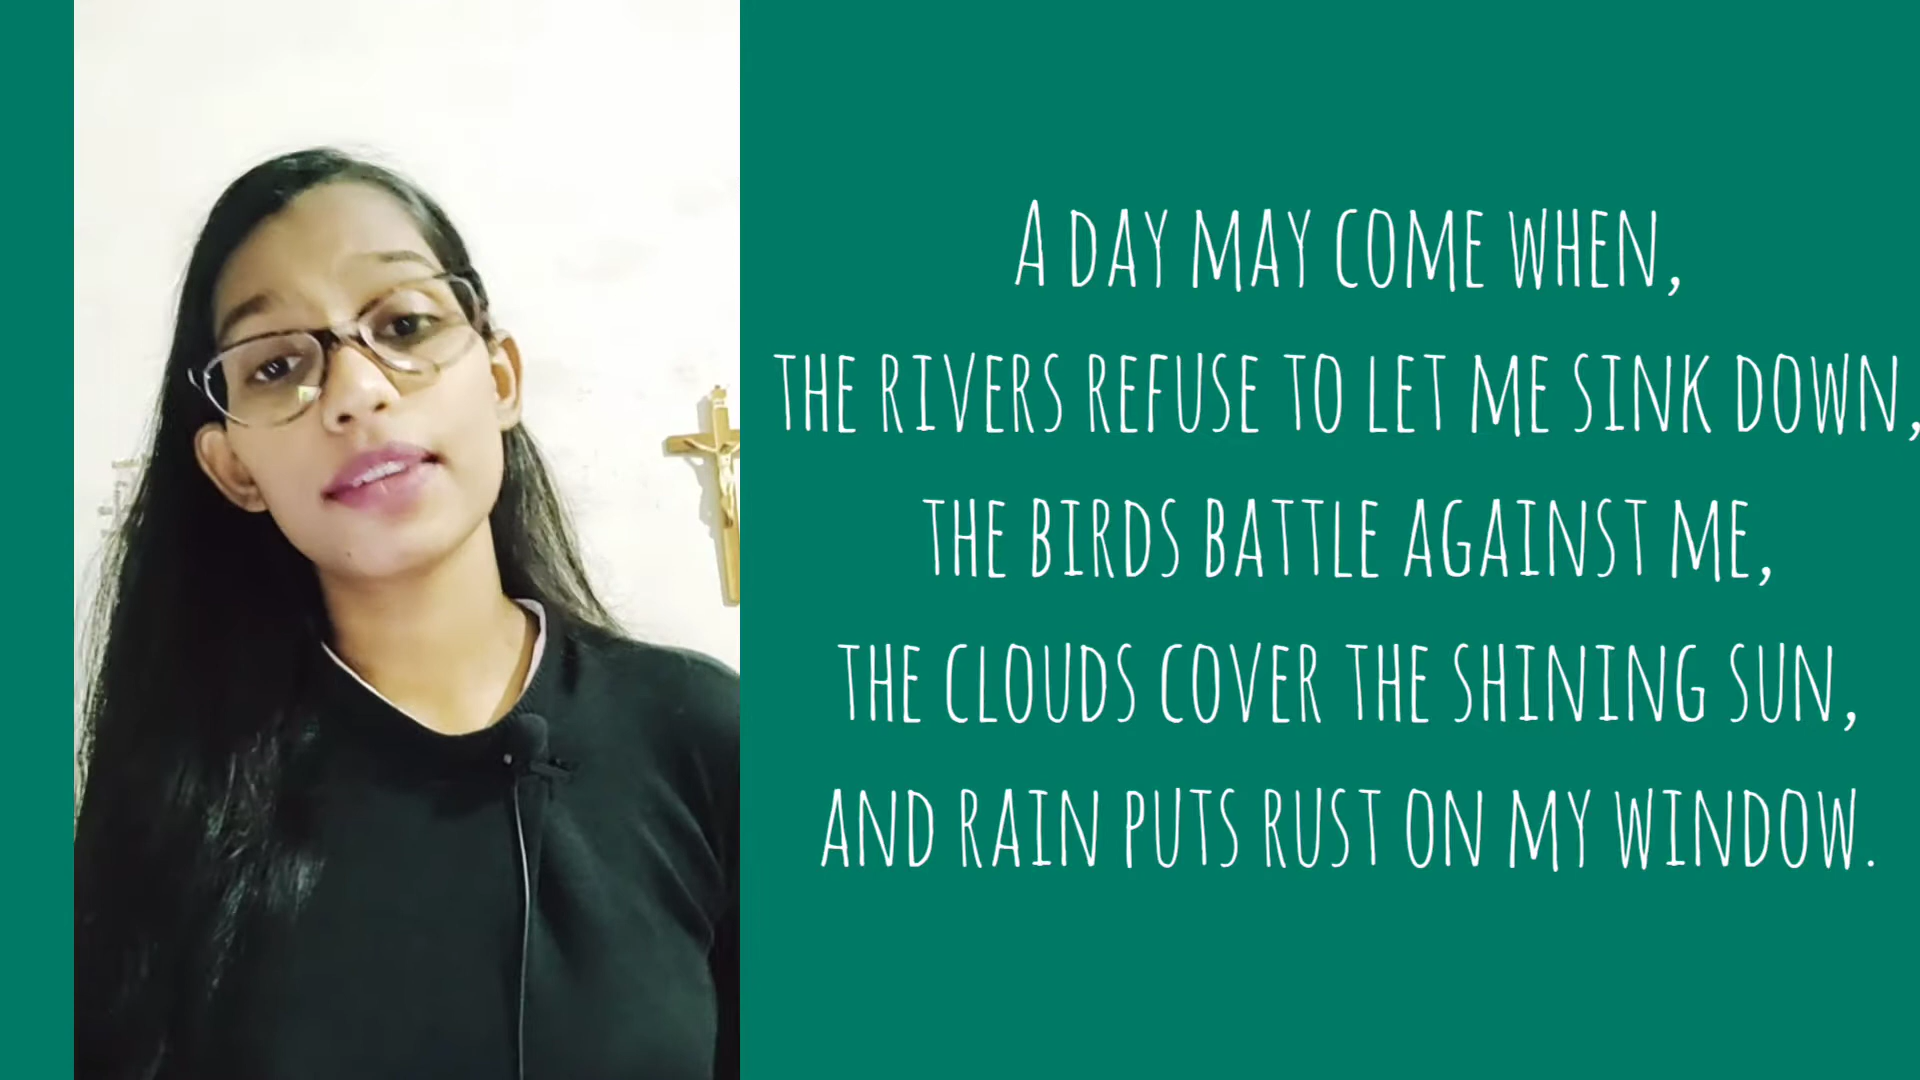 A DAY MAY COME WHEN,
THE RIVERS REFUSE TO LET ME SINK DOWN,
THE BIRDS BATTLE AGAINST ME,
THE CLOUDS COVER THE SHINING SUN,
AND RAIN PUTS RUST ON MY WINDOW.